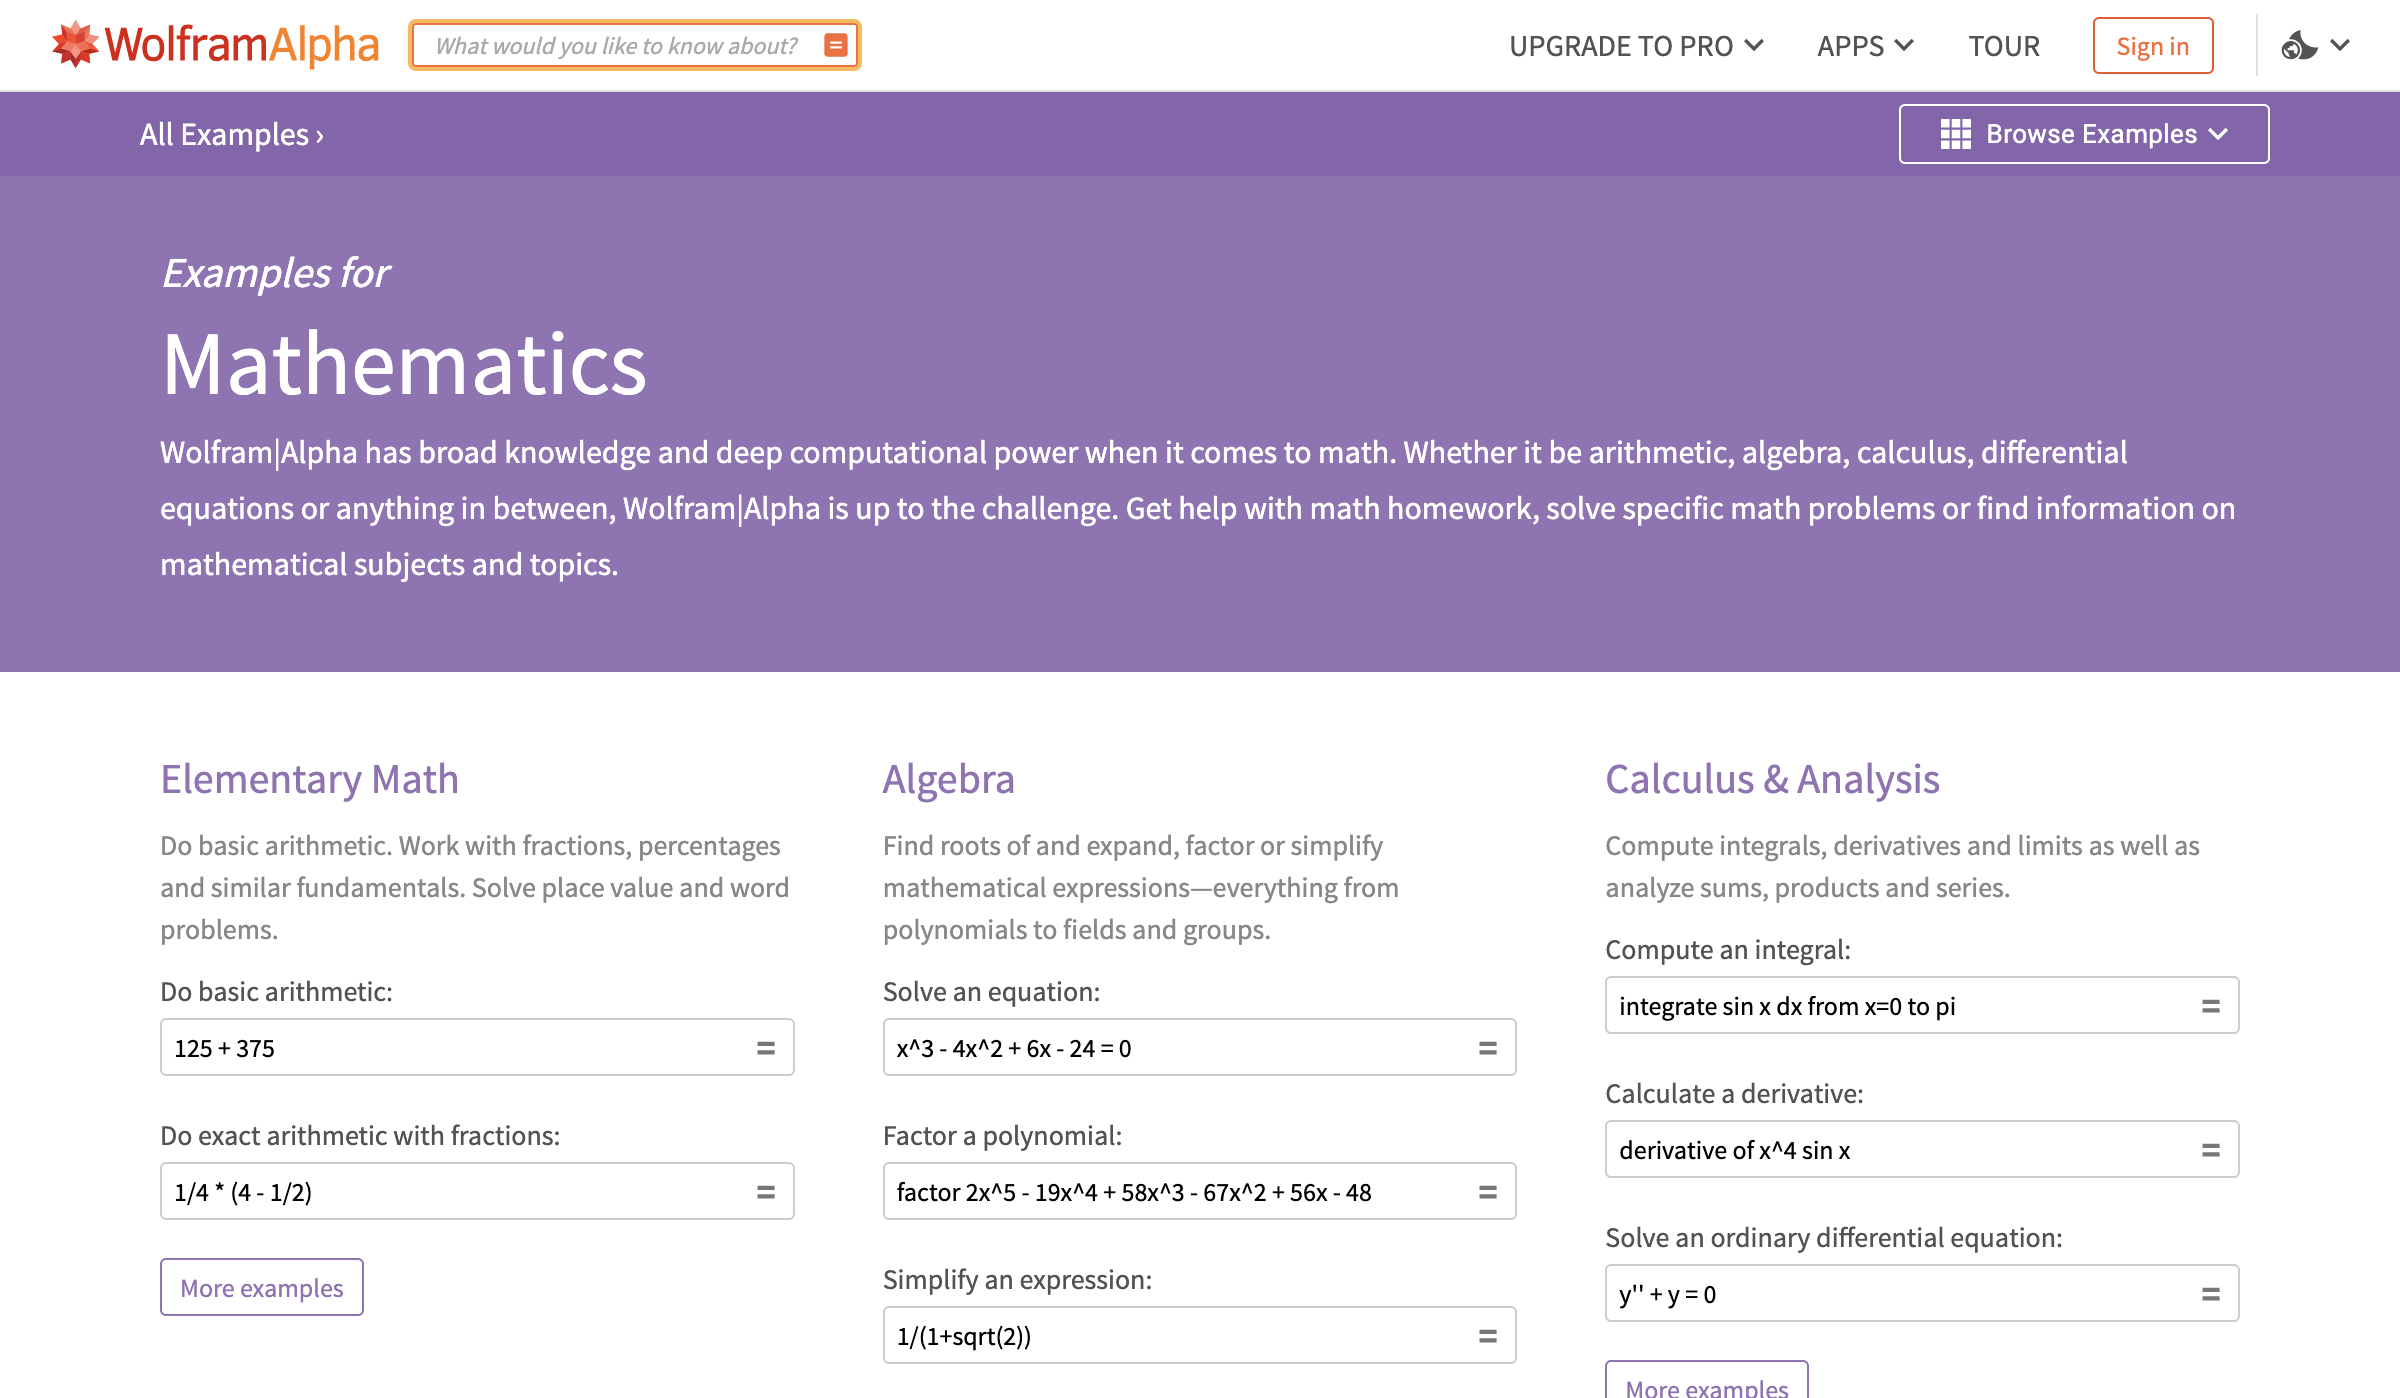 WolframAlpha
What would you like to know about?
UPGRADE TO PRO
APPS
TOUR
Sign in
All Examples ›
Browse Examples
Examples for
Mathematics
Wolfram|Alpha has broad knowledge and deep computational power when it comes to math. Whether it be arithmetic, algebra, calculus, differential
equations or anything in between, Wolfram|Alpha is up to the challenge. Get help with math homework, solve specific math problems or find information on
mathematical subjects and topics.
Elementary Math
Do basic arithmetic. Work with fractions, percentages
and similar fundamentals. Solve place value and word
problems.
Do basic arithmetic:
125 + 375
=
Do exact arithmetic with fractions:
1/4 * (4 - 1/2)
=
More examples
Algebra
Find roots of and expand, factor or simplify
mathematical expressions—everything from
polynomials to fields and groups.
Solve an equation:
x^3 - 4x^2 + 6x - 24 = 0
=
Factor a polynomial:
factor 2x^5 - 19x^4 + 58x^3 - 67x^2 + 56x - 48
=
Simplify an expression:
1/(1+sqrt(2))
=
Calculus & Analysis
Compute integrals, derivatives and limits as well as
analyze sums, products and series.
Compute an integral:
integrate sin x dx from x=0 to pi
=
Calculate a derivative:
derivative of x^4 sin x
=
Solve an ordinary differential equation:
y'' + y = 0
=
More examples